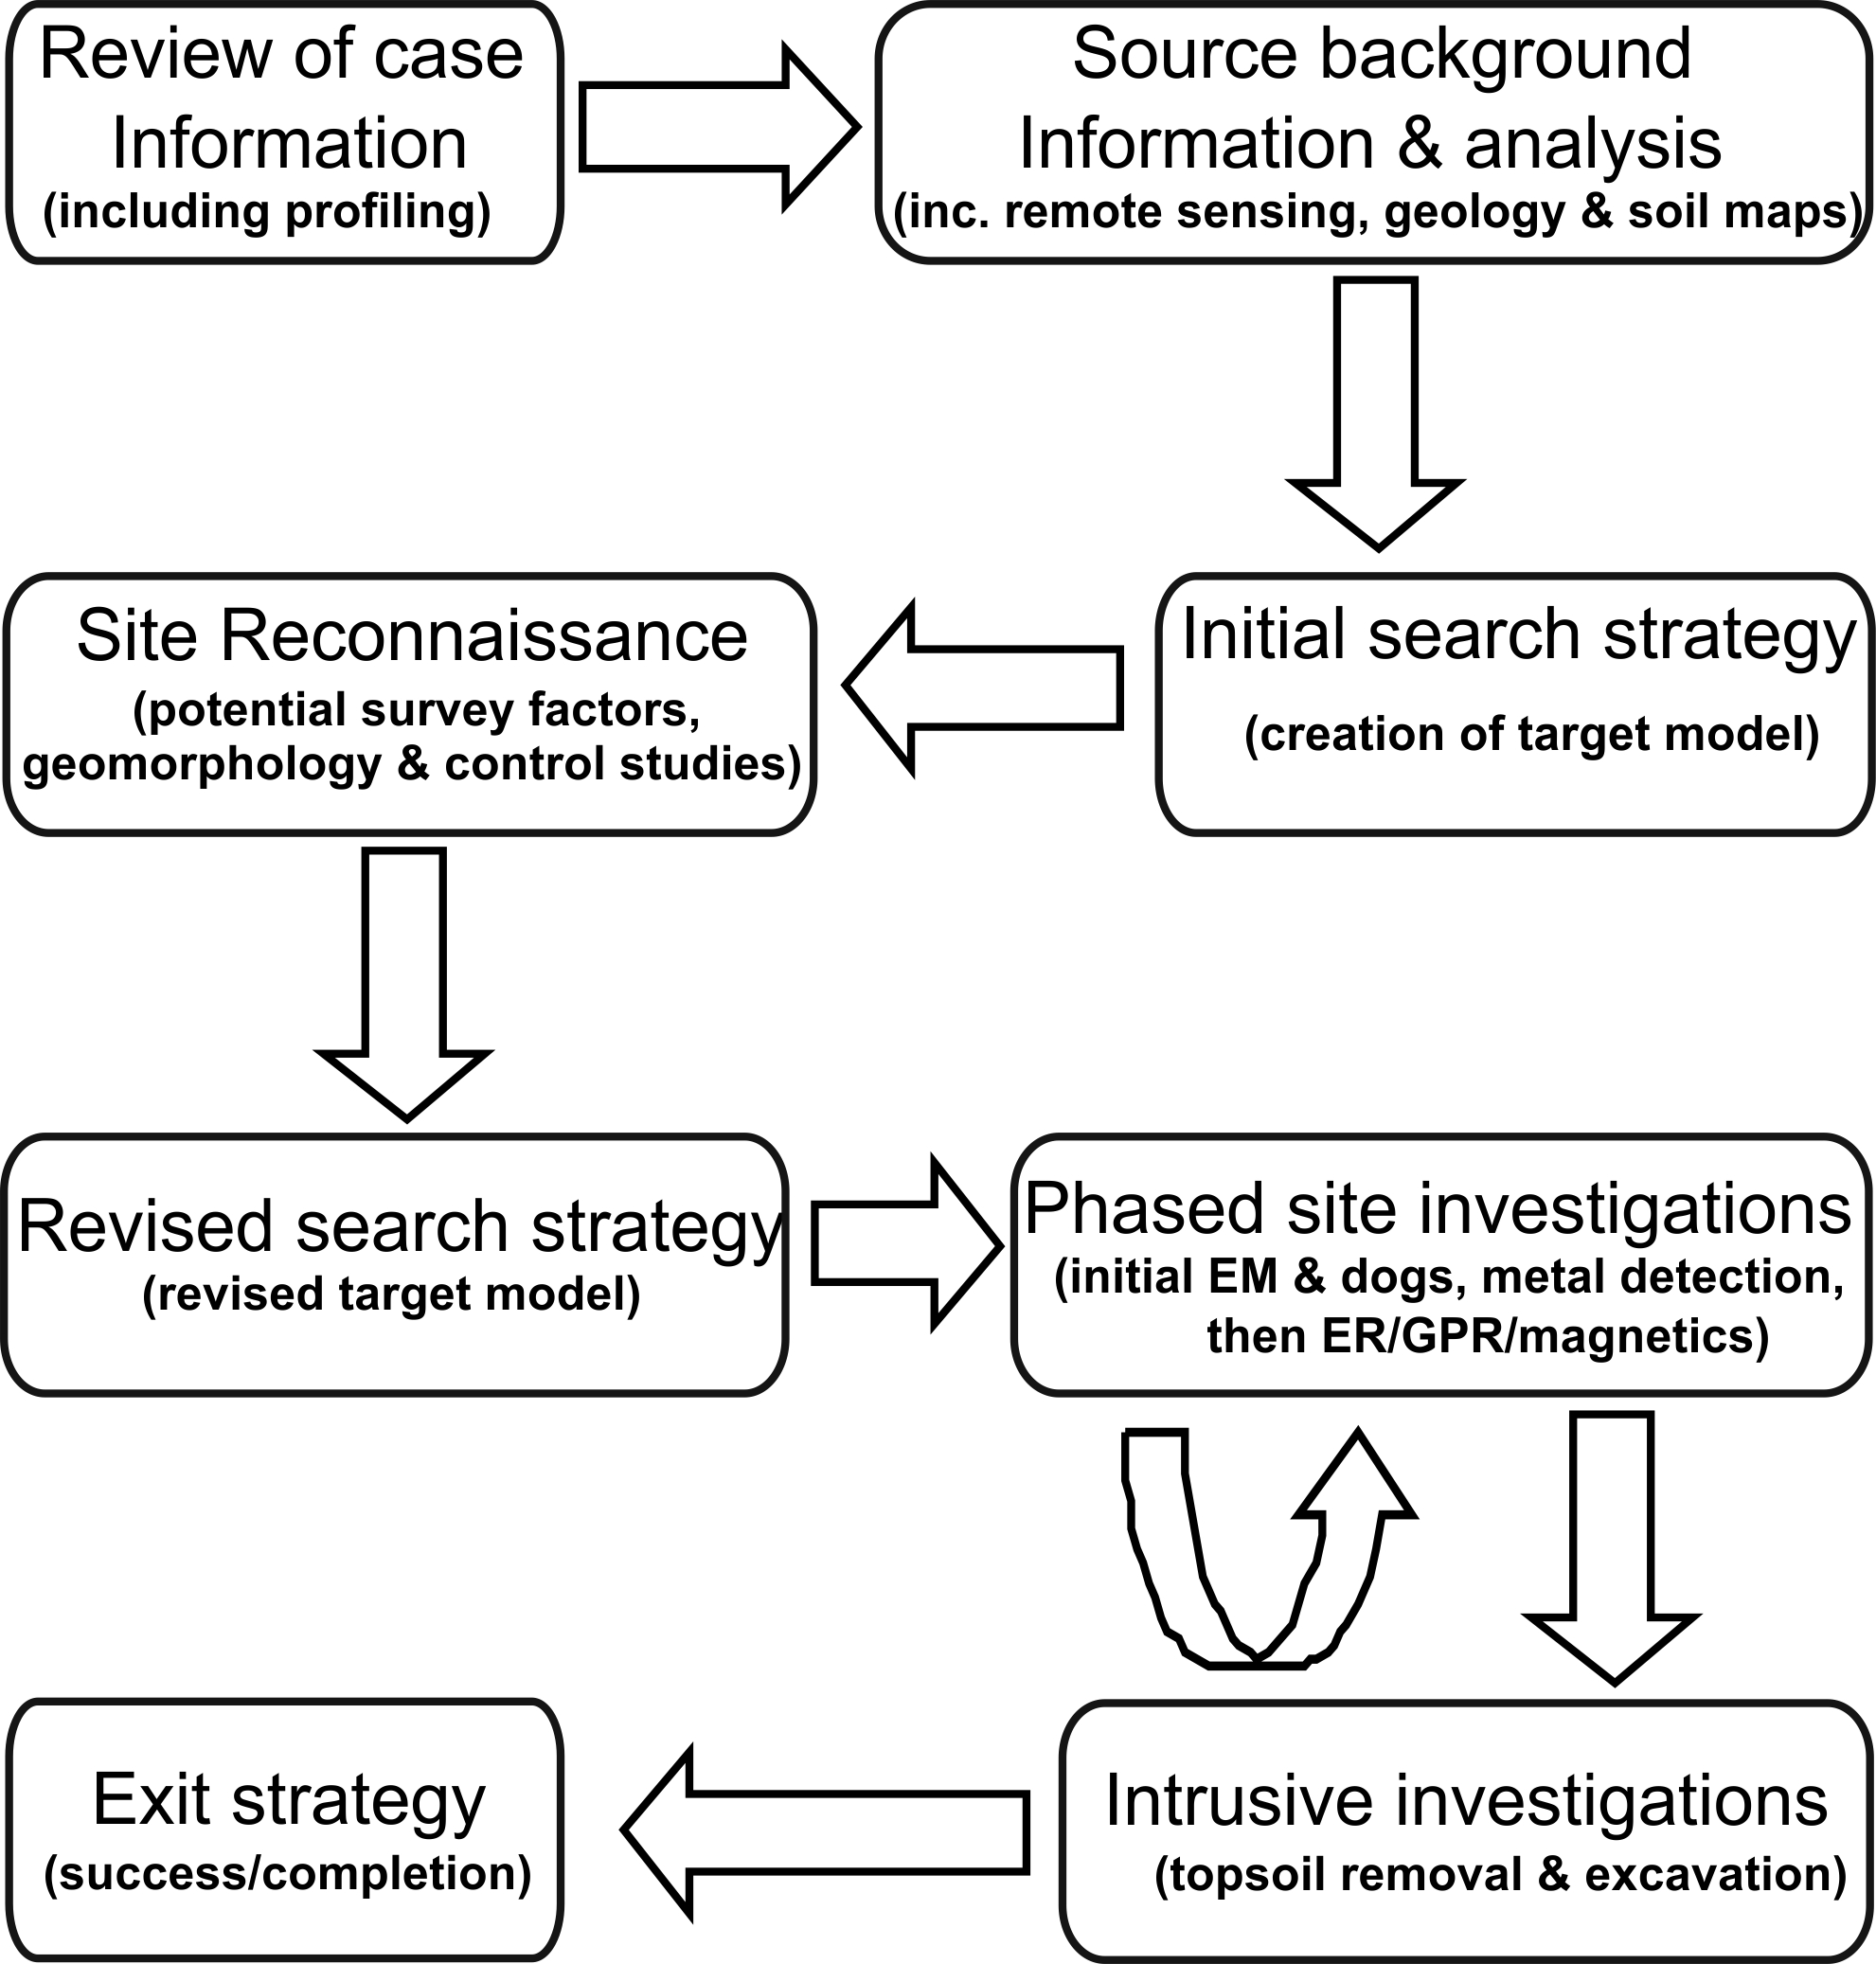 Review of case
Information
(including profiling)
Source background
Information & analysis
(inc. remote sensing, geology & soil maps)
Initial search strategy
(creation of target model)
Site Reconnaissance
(potential survey factors,
geomorphology & control studies)
Revised search strategy
(revised target model)
Phased site investigations
(initial EM & dogs, metal detection,
then ER/GPR/magnetics)
Intrusive investigations
(topsoil removal & excavation)
Exit strategy
(success/completion)